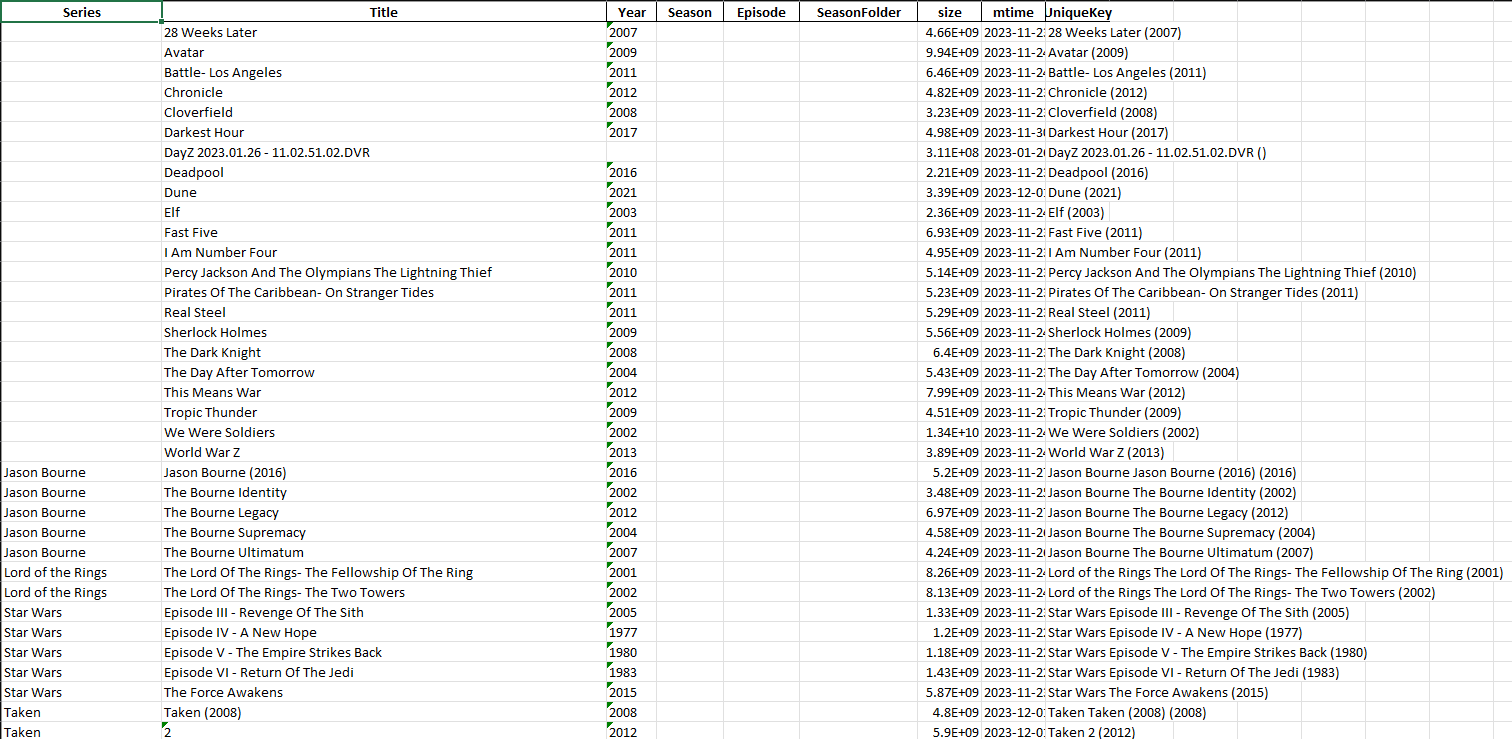 Series Title Year Season Episode SeasonFolder size mtime UniqueKey
28 Weeks Later 2007 4.66E+09 2023-11-2 28 Weeks Later (2007)
Avatar 2009 9.94E+09 2023-11-24 Avatar (2009)
Battle- Los Angeles 2011 6.46E+09 2023-11-24 Battle- Los Angeles (2011)
Chronicle 2012 4.82E+09 2023-11-2 Chronicle (2012)
Cloverfield 2008 3.23E+09 2023-11-2 Cloverfield (2008)
Darkest Hour 2017 4.98E+09 2023-11-30 Darkest Hour (2017)
DayZ 2023.01.26 - 11.02.51.02.DVR 3.11E+08 2023-01-26 DayZ 2023.01.26 - 11.02.51.02.DVR ()
Deadpool 2016 2.21E+09 2023-11-2 Deadpool (2016)
Dune 2021 3.39E+09 2023-12-0 Dune (2021)
Elf 2003 2.36E+09 2023-11-24 Elf (2003)
Fast Five 2011 6.93E+09 2023-11-2 Fast Five (2011)
I Am Number Four 2011 4.95E+09 2023-11-2 I Am Number Four (2011)
Percy Jackson And The Olympians The Lightning Thief 2010 5.14E+09 2023-11-2 Percy Jackson And The Olympians The Lightning Thief (2010)
Pirates Of The Caribbean- On Stranger Tides 2011 5.23E+09 2023-11-2 Pirates Of The Caribbean- On Stranger Tides (2011)
Real Steel 2011 5.29E+09 2023-11-2 Real Steel (2011)
Sherlock Holmes 2009 5.56E+09 2023-11-24 Sherlock Holmes (2009)
The Dark Knight 2008 6.4E+09 2023-11-2 The Dark Knight (2008)
The Day After Tomorrow 2004 5.43E+09 2023-11-2 The Day After Tomorrow (2004)
This Means War 2012 7.99E+09 2023-11-24 This Means War (2012)
Tropic Thunder 2009 4.51E+09 2023-11-2 Tropic Thunder (2009)
We Were Soldiers 2002 1.34E+10 2023-11-24 We Were Soldiers (2002)
World War Z 2013 3.89E+09 2023-11-24 World War Z (2013)
Jason Bourne Jason Bourne (2016) 2016 5.2E+09 2023-11-2 Jason Bourne Jason Bourne (2016) (2016)
Jason Bourne The Bourne Identity 2002 3.48E+09 2023-11-2 Jason Bourne The Bourne Identity (2002)
Jason Bourne The Bourne Legacy 2012 6.97E+09 2023-11-2 Jason Bourne The Bourne Legacy (2012)
Jason Bourne The Bourne Supremacy 2004 4.58E+09 2023-11-2 Jason Bourne The Bourne Supremacy (2004)
Jason Bourne The Bourne Ultimatum 2007 4.24E+09 2023-11-2 Jason Bourne The Bourne Ultimatum (2007)
Lord of the Rings The Lord Of The Rings- The Fellowship Of The Ring 2001 8.26E+09 2023-11-24 Lord of the Rings The Lord Of The Rings- The Fellowship Of The Ring (2001)
Lord of the Rings The Lord Of The Rings- The Two Towers 2002 8.13E+09 2023-11-24 Lord of the Rings The Lord Of The Rings- The Two Towers (2002)
Star Wars Episode III - Revenge Of The Sith 2005 1.33E+09 2023-11-2 Star Wars Episode III - Revenge Of The Sith (2005)
Star Wars Episode IV - A New Hope 1977 1.2E+09 2023-11-2 Star Wars Episode IV - A New Hope (1977)
Star Wars Episode V - The Empire Strikes Back 1980 1.18E+09 2023-11-2 Star Wars Episode V - The Empire Strikes Back (1980)
Star Wars Episode VI - Return Of The Jedi 1983 1.43E+09 2023-11-2 Star Wars Episode VI - Return Of The Jedi (1983)
Star Wars The Force Awakens 2015 5.87E+09 2023-11-2 Star Wars The Force Awakens (2015)
Taken Taken (2008) 2008 4.8E+09 2023-12-0 Taken Taken (2008) (2008)
Taken 2 2012 5.9E+09 2023-12-0 Taken 2 (2012)